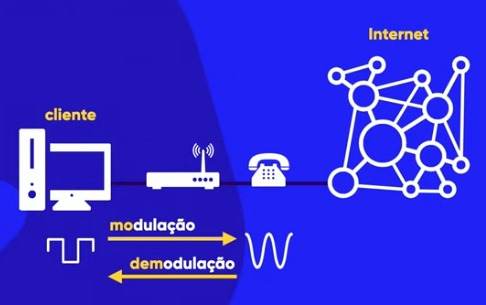 Internet
cliente
modulação
demodulação